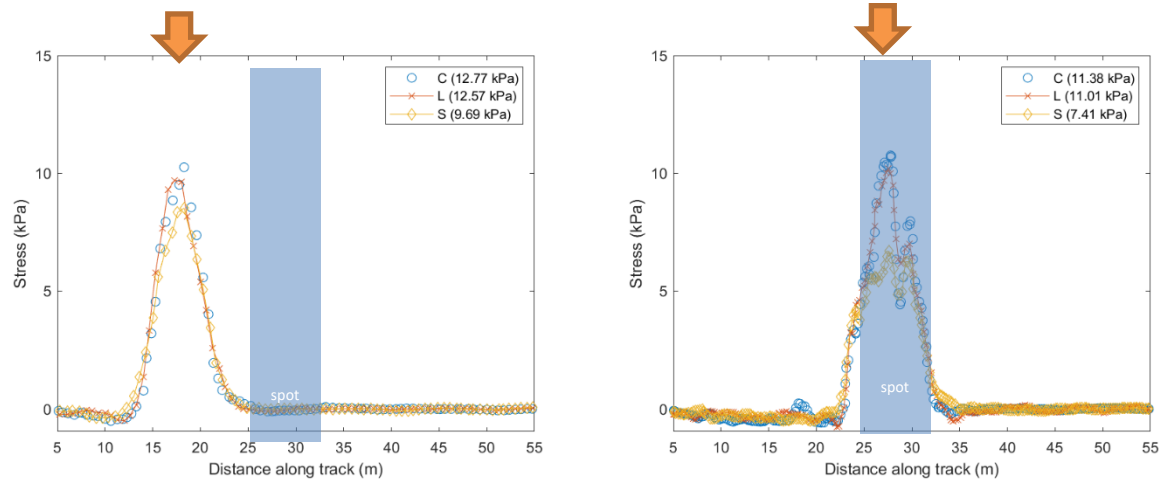 15
10
5
0
Stress (kPa)
C (12.77 kPa)
L (12.57 kPa)
S (9.69 kPa)
spot
5 10 15 20 25 30 35 40 45 50 55
Distance along track (m)
15
10
5
0
Stress (kPa)
C (11.38 kPa)
L (11.01 kPa)
S (7.41 kPa)
spot
5 10 15 20 25 30 35 40 45 50 55
Distance along track (m)